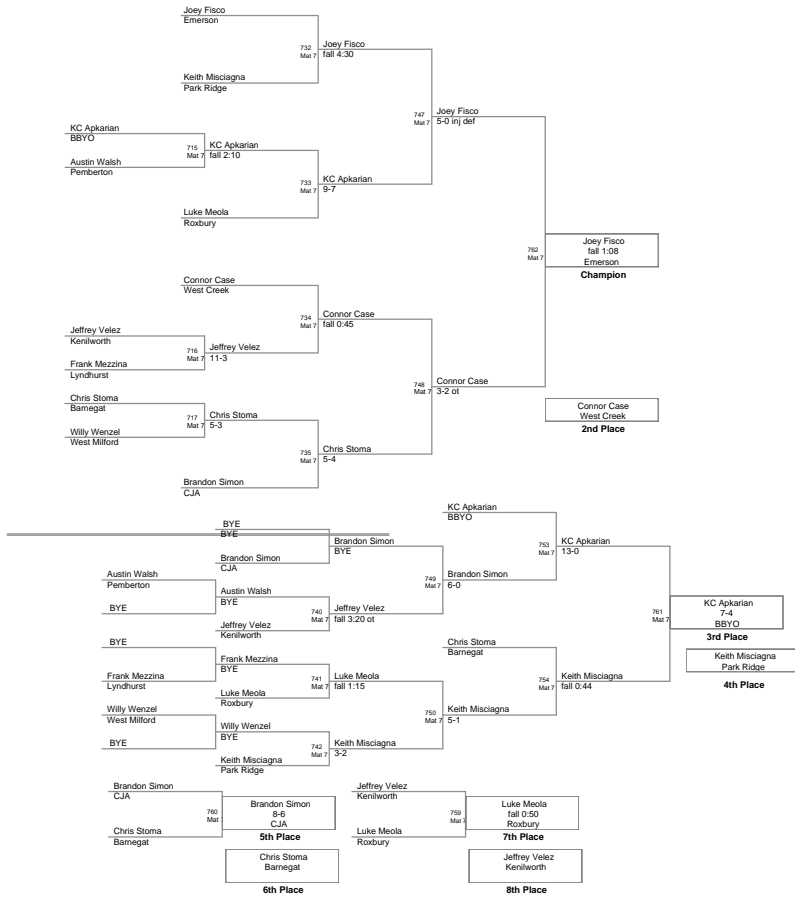 Joey Fisco
Emerson
732
Mat 7
Joey Fisco
fall 4:30
Keith Misciagna
Park Ridge
747
Mat 7
Joey Fisco
5-0 inj def
KC Apkarian
BBYO
715
Mat 7
KC Apkarian
fall 2:10
Austin Walsh
Pemberton
733
Mat 7
KC Apkarian
9-7
Luke Meola
Roxbury
762
Mat 7
Joey Fisco
fall 1:08
Emerson
Champion
Connor Case
West Creek
734
Mat 7
Connor Case
fall 0:45
Jeffrey Velez
Kenilworth
716
Mat 7
Jeffrey Velez
11-3
Frank Mezzina
Lyndhurst
748
Mat 7
Connor Case
3-2 ot
Chris Stoma
Barnegat
717
Mat 7
Chris Stoma
5-3
Willy Wenzel
West Milford
735
Mat 7
Chris Stoma
5-4
Brandon Simon
CJA
Connor Case
West Creek
2nd Place
KC Apkarian
BBYO
BYE
BYE
Brandon Simon
BYE
753
Mat 7
KC Apkarian
13-0
Brandon Simon
CJA
749
Mat 7
Brandon Simon
6-0
Austin Walsh
Pemberton
Austin Walsh
BYE
BYE
740
Mat 7
Jeffrey Velez
fall 3:20 ot
Jeffrey Velez
Kenilworth
761
Mat 7
KC Apkarian
7-4
BBYO
3rd Place
BYE
Chris Stoma
Barnegat
Keith Misciagna
Park Ridge
4th Place
Frank Mezzina
BYE
Frank Mezzina
Lyndhurst
741
Mat 7
Luke Meola
fall 1:15
754
Mat 7
Keith Misciagna
fall 0:44
Luke Meola
Roxbury
750
Mat 7
Keith Misciagna
5-1
Willy Wenzel
West Milford
Willy Wenzel
BYE
BYE
742
Mat 7
Keith Misciagna
3-2
Keith Misciagna
Park Ridge
Brandon Simon
CJA
760
Mat
Brandon Simon
8-6
CJA
5th Place
Chris Stoma
Barnegat
Chris Stoma
Barnegat
6th Place
Jeffrey Velez
Kenilworth
759
Mat 7
Luke Meola
fall 0:50
Roxbury
7th Place
Luke Meola
Roxbury
Jeffrey Velez
Kenilworth
8th Place